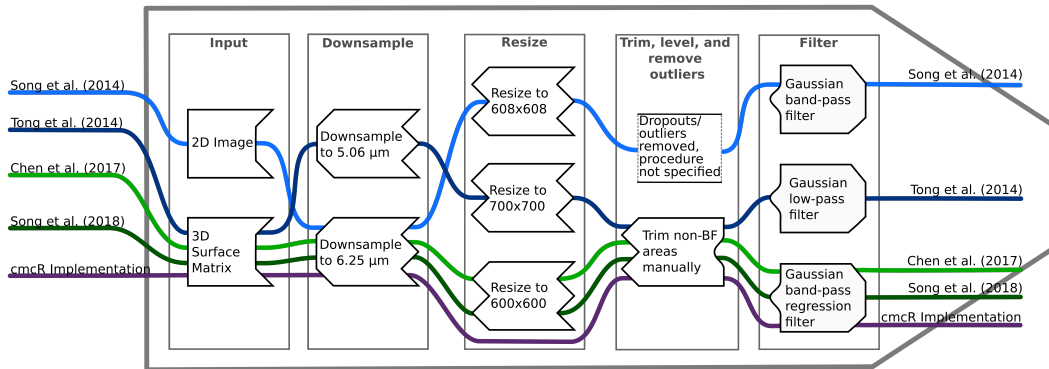 Input
Downsample
Resize
Trim, level, and
remove
outliers
Filter
Song et al. (2014)
Tong et al. (2014)
Chen et al. (2017)
Song et al. (2018)
cmcR Implementation
2D Image
3D
Surface
Matrix
Downsample
to 5.06 μm
Downsample
to 6.25 μm
Resize to
608x608
Resize to
700x700
Resize to
600x600
Dropouts/
outliers
removed,
procedure
not specified
Trim non-BF
areas
manually
Gaussian
band-pass
filter
Gaussian
low-pass
filter
Gaussian
band-pass
regression
filter
Song et al. (2014)
Tong et al. (2014)
Chen et al. (2017)
Song et al. (2018)
cmcR Implementation